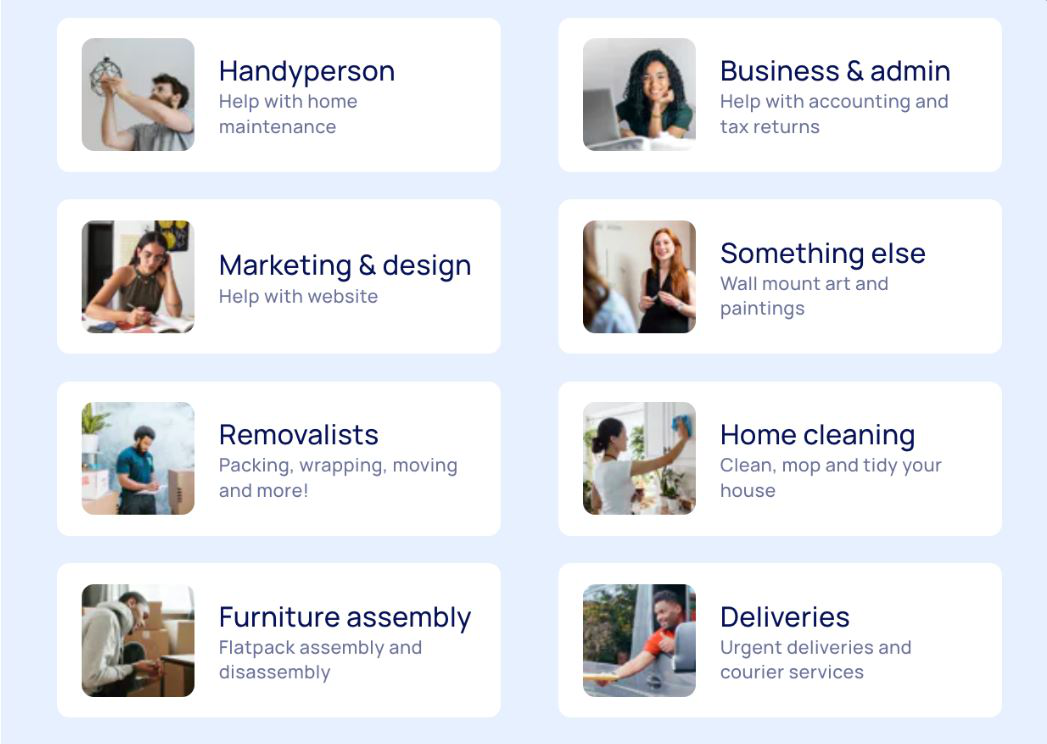 Handyperson
Help with home
maintenance
Business & admin
Help with accounting and
tax returns
Marketing & design
Help with website
Something else
Wall mount art and
paintings
Removalists
Packing, wrapping, moving
and more!
Home cleaning
Clean, mop and tidy your
house
Furniture assembly
Flatpack assembly and
disassembly
Deliveries
Urgent deliveries and
courier services